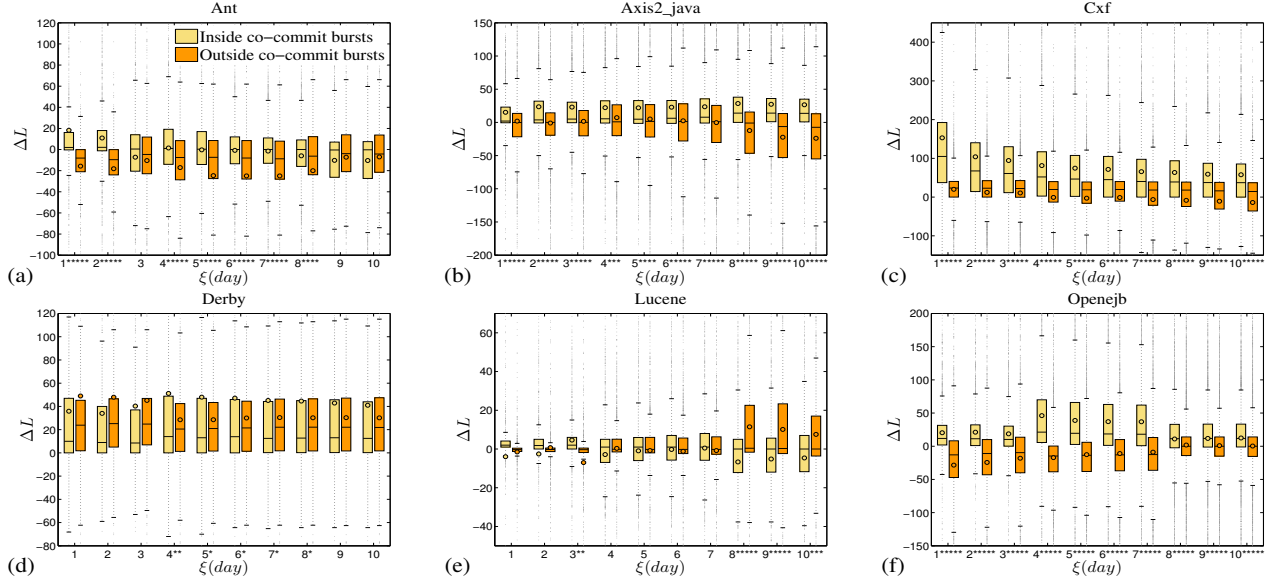 Ant
120
100
80
60
40
20
0
−20
−40
−60
−80
−100
ΔL
Inside co−commit bursts
Outside co−commit bursts
1***** 2***** 3 4***** 5***** 6***** 7***** 8***** 9 10
ξ(day)
(a)
Axis2_java
150
100
50
0
−50
−100
−150
−200
ΔL
1***** 2**** 3**** 4** 5**** 6**** 7**** 8***** 9***** 10*****
ξ(day)
(b)
Cxf
400
300
200
100
0
−100
ΔL
1***** 2***** 3***** 4***** 5***** 6***** 7***** 8***** 9***** 10*****
ξ(day)
(c)
Derby
120
100
80
60
40
20
0
−20
−40
−60
−80
ΔL
1 2 3 4** 5* 6* 7* 8* 9 10
ξ(day)
(d)
Lucene
60
40
20
0
−20
−40
ΔL
1 2 3** 4 5 6 7 8**** 9**** 10***
ξ(day)
(e)
Openejb
200
150
100
50
0
−50
−100
−150
ΔL
1***** 2**** 3**** 4***** 5**** 6**** 7**** 8**** 9***** 10*****
ξ(day)
(f)